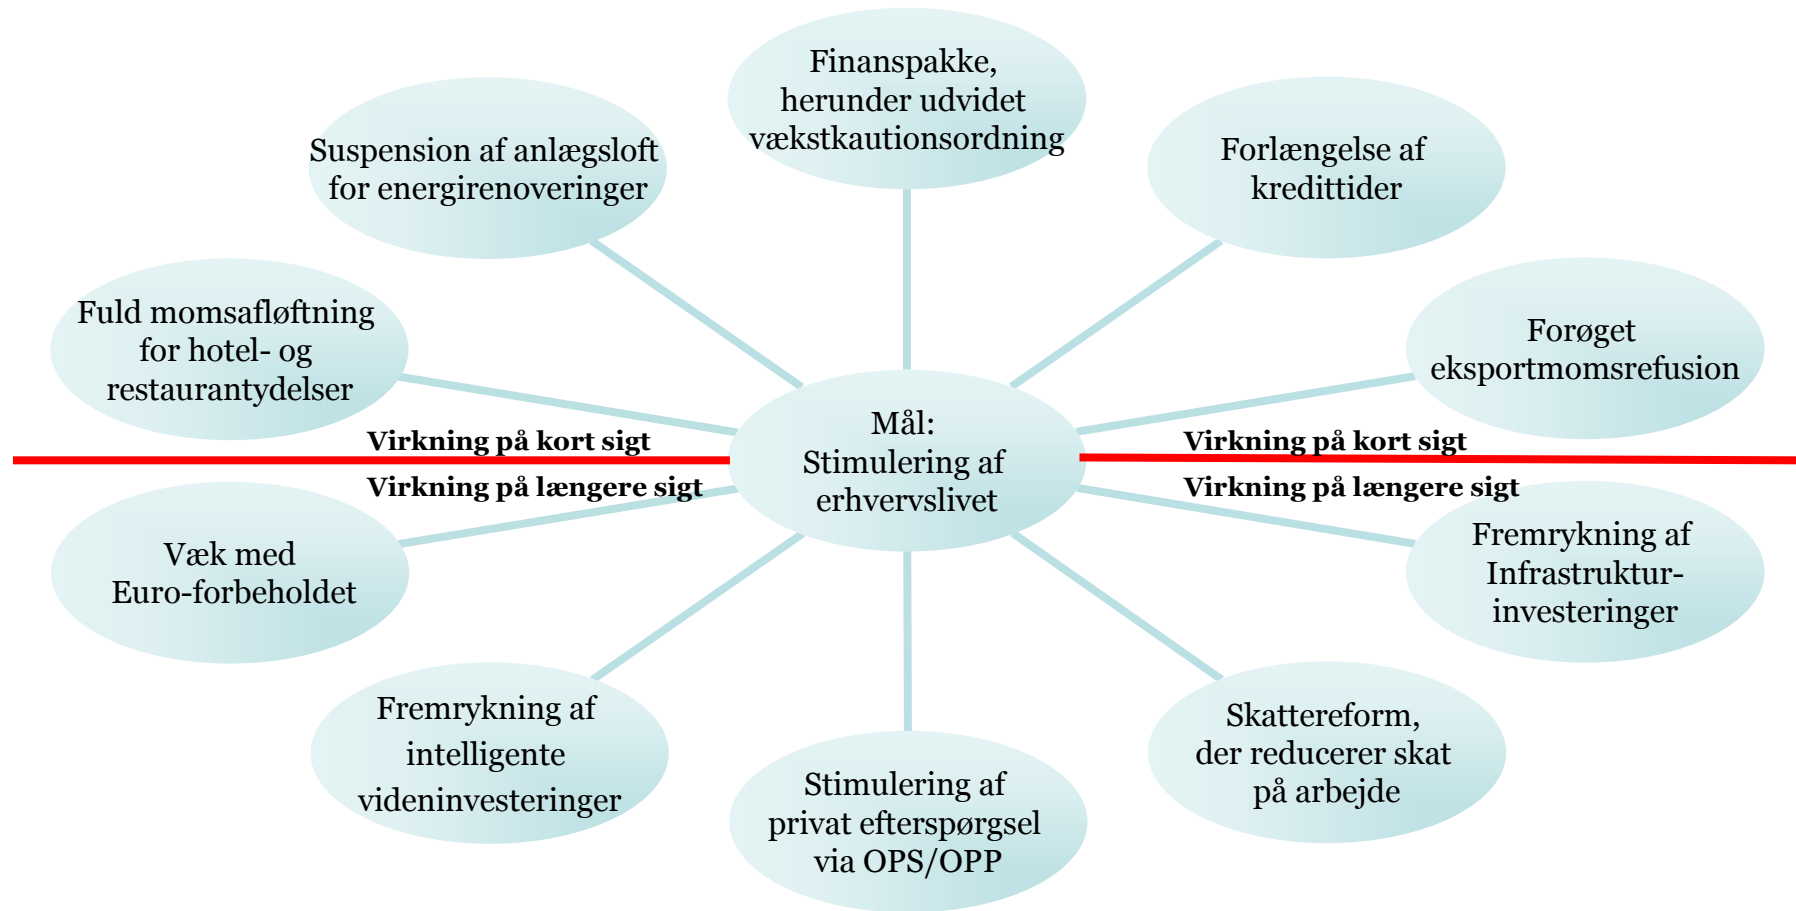 Finanspakke,
herunder udvidet
vækstkautionsordning
Suspension af anlægsloft
for energirenoveringer
Forlængelse af
kredittider
Fuld momsafløftning
for hotel- og
restaurantydelser
Forøget
eksportmomsrefusion
Mål:
Stimulering af
erhvervslivet
Virkning på kort sigt
Virkning på kort sigt
Virkning på længere sigt
Virkning på længere sigt
Væk med
Euro-forbeholdet
Fremrykning af
Infrastruktur-
investeringer
Fremrykning af
intelligente
videninvesteringer
Skattereform,
der reducerer skat
på arbejde
Stimulering af
privat efterspørgsel
via OPS/OPP